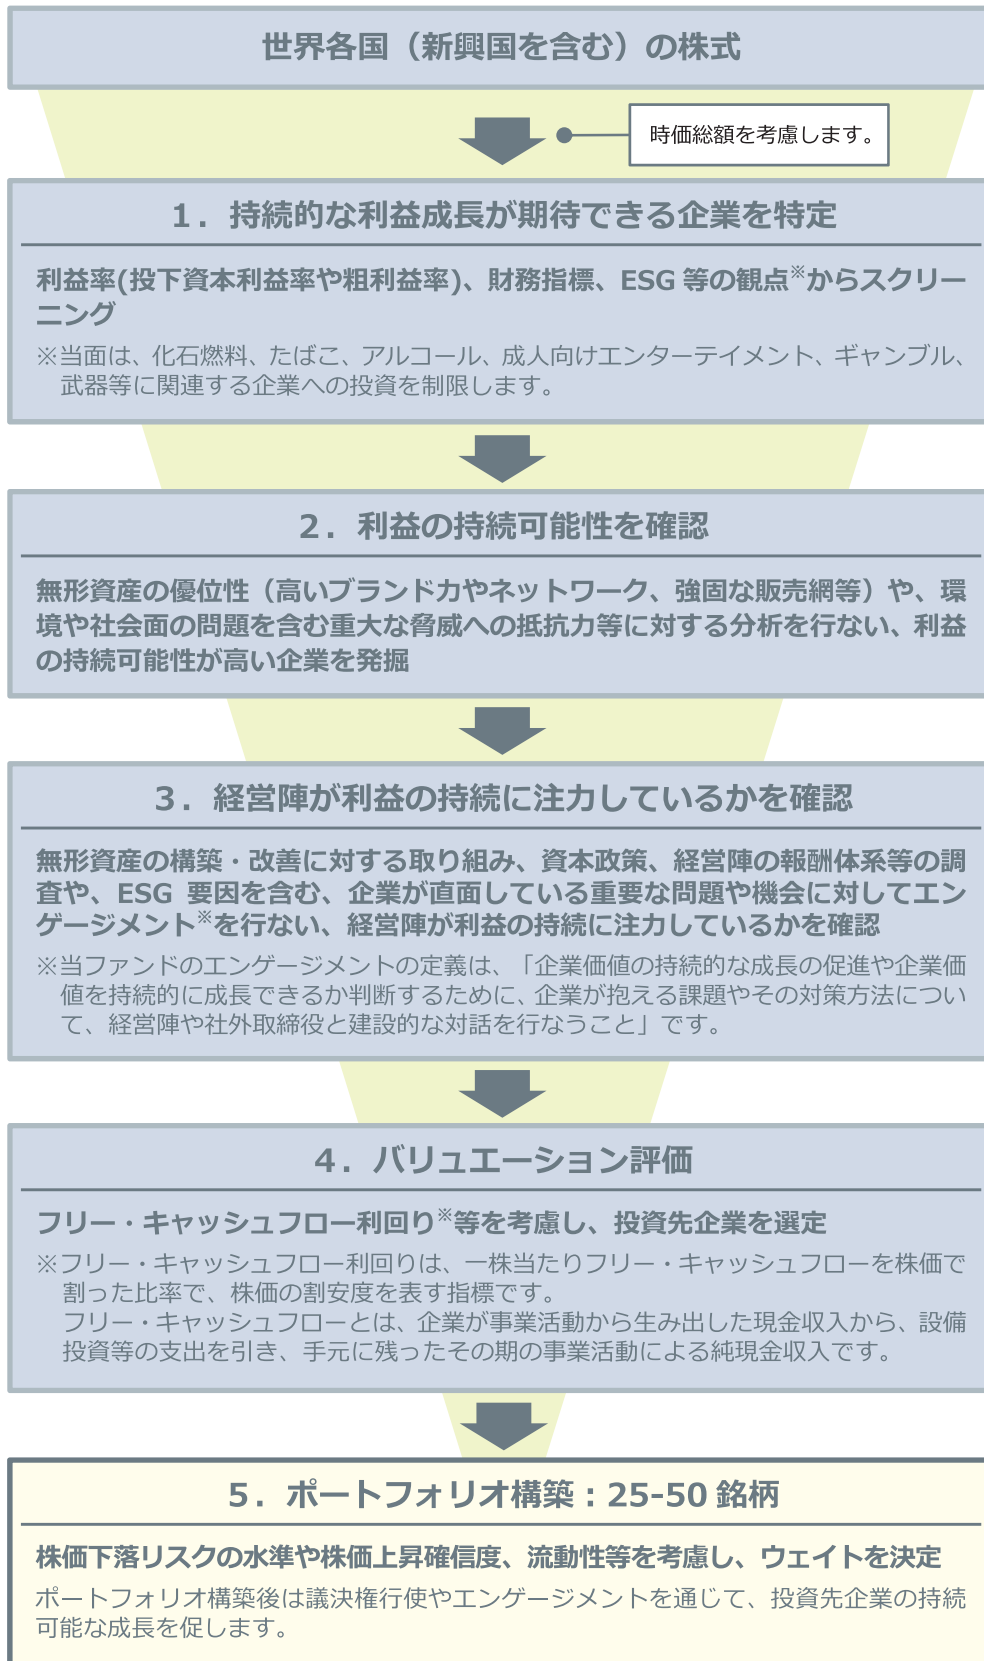 世界各国（新興国を含む）の株式
時価総額を考慮します。
１．持続的な利益成長が期待できる企業を特定
利益率(投下資本利益率や粗利益率)、財務指標、ESG 等の観点※からスクリー
ニング
※当面は、化石燃料、たばこ、アルコール、成人向けエンターテイメント、ギャンブル、
武器等に関連する企業への投資を制限します。
２．利益の持続可能性を確認
無形資産の優位性（高いブランド力やネットワーク、強固な販売網等）や、環
境や社会面の問題を含む重大な脅威への抵抗力等に対する分析を行ない、利益
の持続可能性が高い企業を発掘
３．経営陣が利益の持続に注力しているかを確認
無形資産の構築・改善に対する取り組み、資本政策、経営陣の報酬体系等の調
査や、ESG 要因を含む、企業が直面している重要な問題や機会に対してエン
ゲージメント※を行ない、経営陣が利益の持続に注力しているかを確認
※当ファンドのエンゲージメントの定義は、「企業価値の持続的な成長の促進や企業価
値を持続的に成長できるか判断するために、企業が抱える課題やその対策方法につい
て、経営陣や社外取締役と建設的な対話を行なうこと」です。
４．バリュエーション評価
フリー・キャッシュフロー利回り※等を考慮し、投資先企業を選定
※フリー・キャッシュフロー利回りは、一株当たりフリー・キャッシュフローを株価で
割った比率で、株価の割安度を表す指標です。
フリー・キャッシュフローとは、企業が事業活動から生み出した現金収入から、設備
投資等の支出を引き、手元に残ったその期の事業活動による純現金収入です。
５．ポートフォリオ構築：25-50 銘柄
株価下落リスクの水準や株価上昇確信度、流動性等を考慮し、ウェイトを決定
ポートフォリオ構築後は議決権行使やエンゲージメントを通じて、投資先企業の持続
可能な成長を促します。